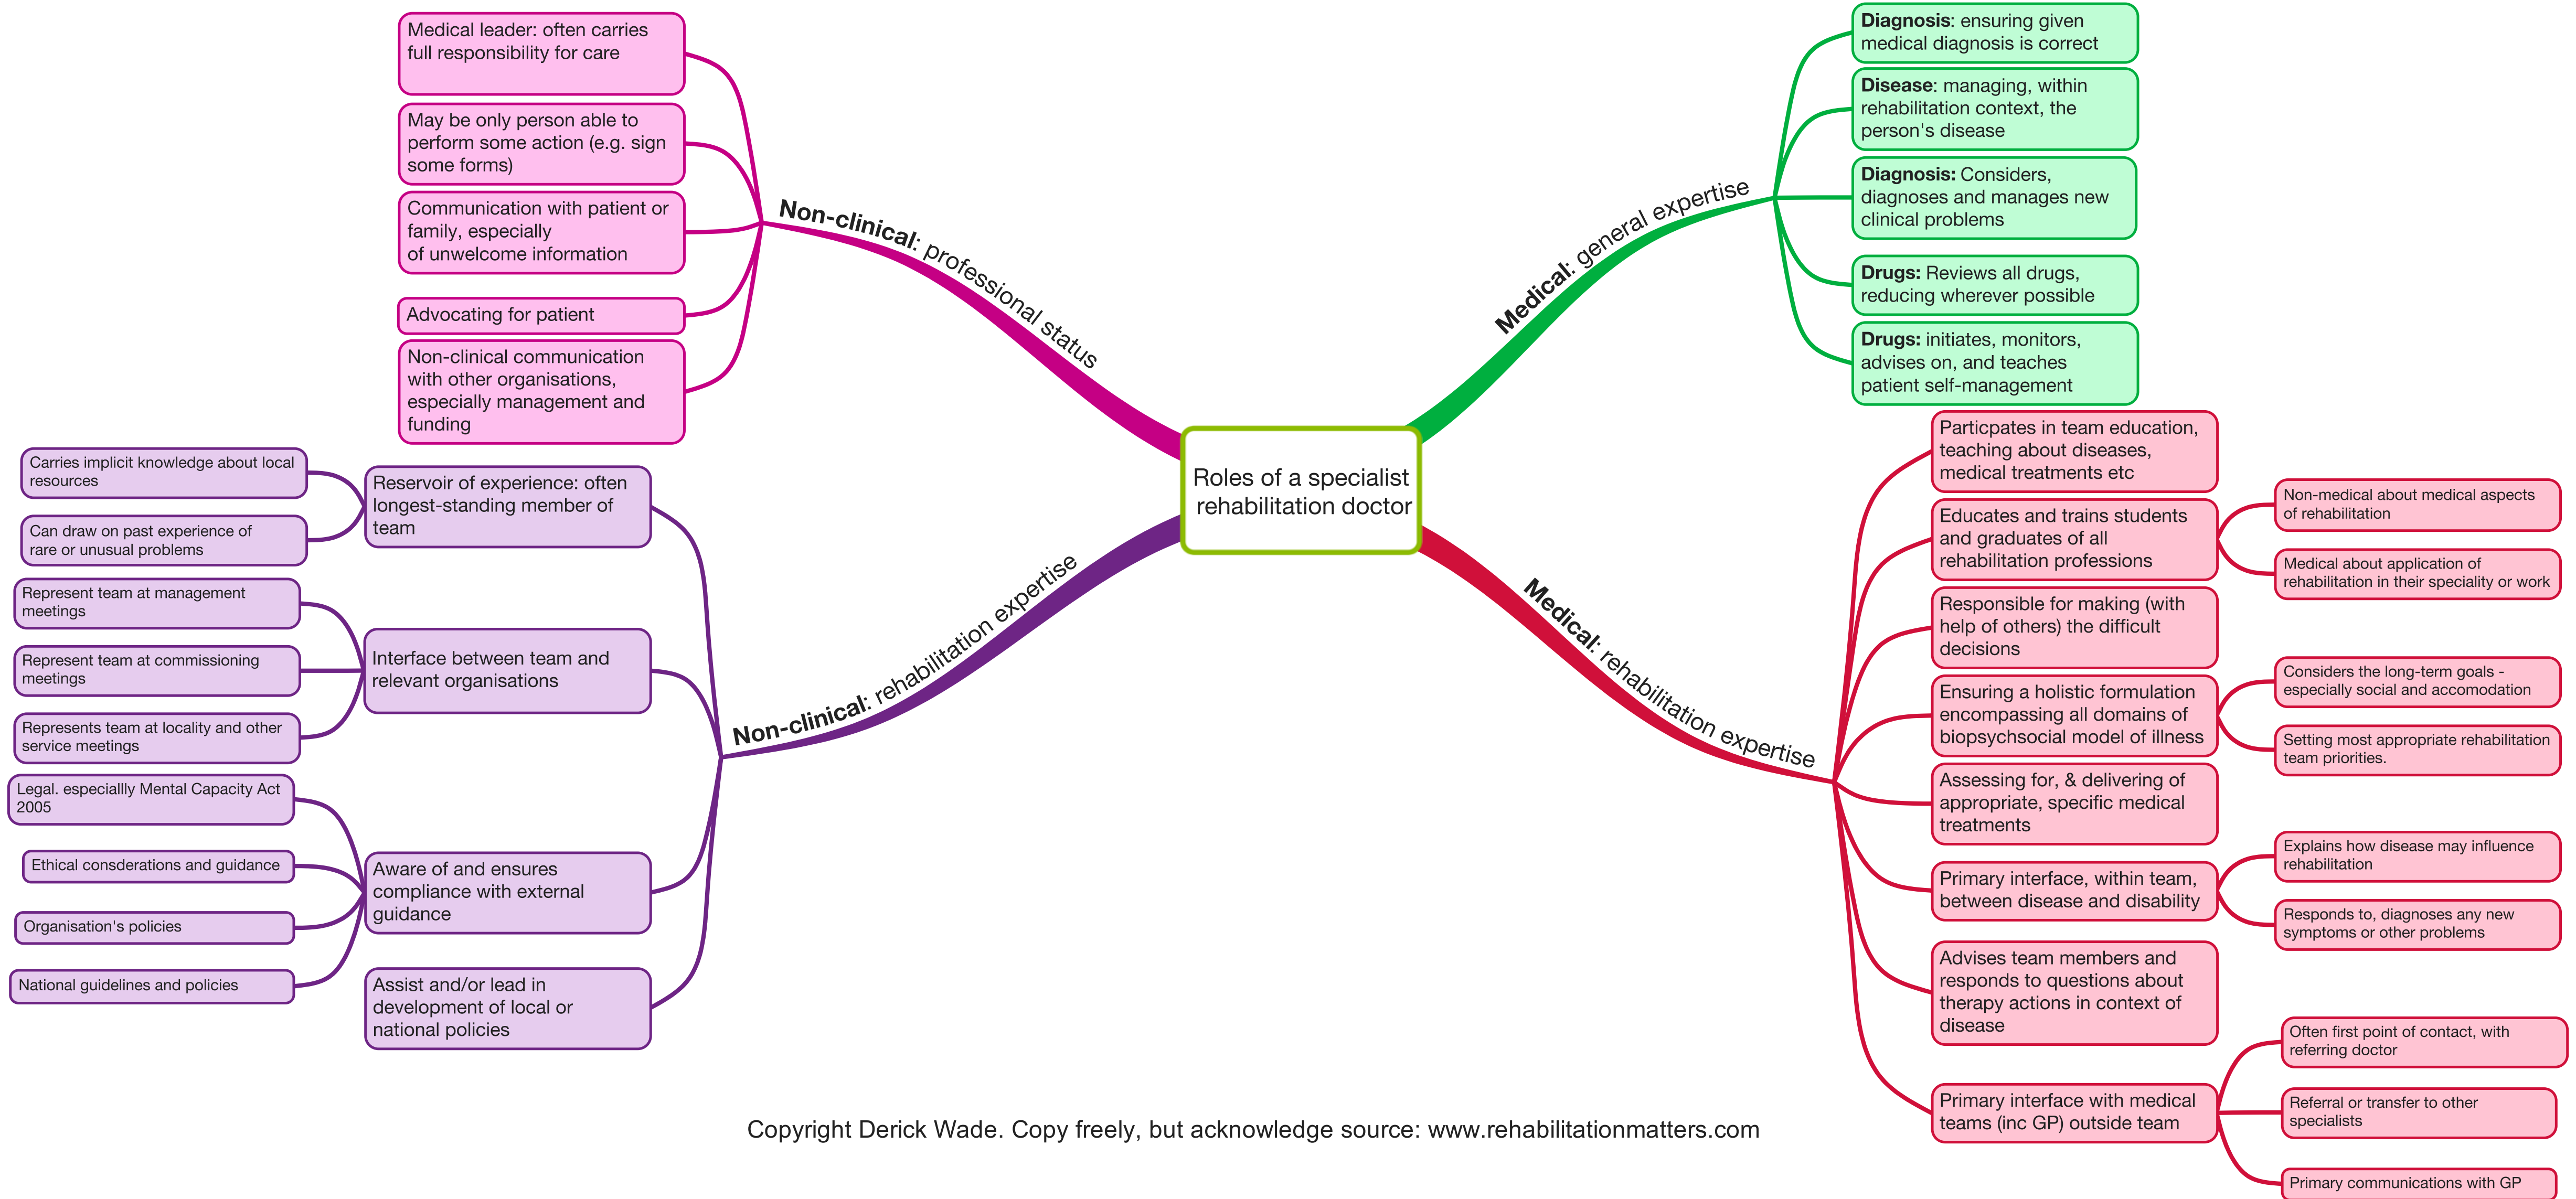 Roles of a specialist
rehabilitation doctor
Non-clinical: professional status
Medical leader: often carries
full responsibility for care
May be only person able to
perform some action (e.g. sign
some forms)
Communication with patient or
family, especially
of unwelcome information
Advocating for patient
Non-clinical communication
with other organisations,
especially management and
funding
Medical: general expertise
Diagnosis: ensuring given
medical diagnosis is correct
Disease: managing, within
rehabilitation context, the
person's disease
Diagnosis: Considers,
diagnoses and manages new
clinical problems
Drugs: Reviews all drugs,
reducing wherever possible
Drugs: initiates, monitors,
advises on, and teaches
patient self-management
Non-clinical: rehabilitation expertise
Reservoir of experience: often
longest-standing member of
team
Carries implicit knowledge about local
resources
Can draw on past experience of
rare or unusual problems
Interface between team and
relevant organisations
Represent team at management
meetings
Represent team at commissioning
meetings
Represents team at locality and other
service meetings
Aware of and ensures
compliance with external
guidance
Legal. especiallly Mental Capacity Act
2005
Ethical consderations and guidance
Organisation's policies
National guidelines and policies
Assist and/or lead in
development of local or
national policies
Medical: rehabilitation expertise
Particpates in team education,
teaching about diseases,
medical treatments etc
Educates and trains students
and graduates of all
rehabilitation professions
Non-medical about medical aspects
of rehabilitation
Medical about application of
rehabilitation in their speciality or work
Responsible for making (with
help of others) the difficult
decisions
Ensuring a holistic formulation
encompassing all domains of
biopsychsocial model of illness
Considers the long-term goals -
especially social and accomodation
Setting most appropriate rehabilitation
team priorities.
Assessing for, & delivering of
appropriate, specific medical
treatments
Primary interface, within team,
between disease and disability
Explains how disease may influence
rehabilitation
Responds to, diagnoses any new
symptoms or other problems
Advises team members and
responds to questions about
therapy actions in context of
disease
Primary interface with medical
teams (inc GP) outside team
Often first point of contact, with
referring doctor
Referral or transfer to other
specialists
Primary communications with GP
Copyright Derick Wade. Copy freely, but acknowledge source: www.rehabilitationmatters.com